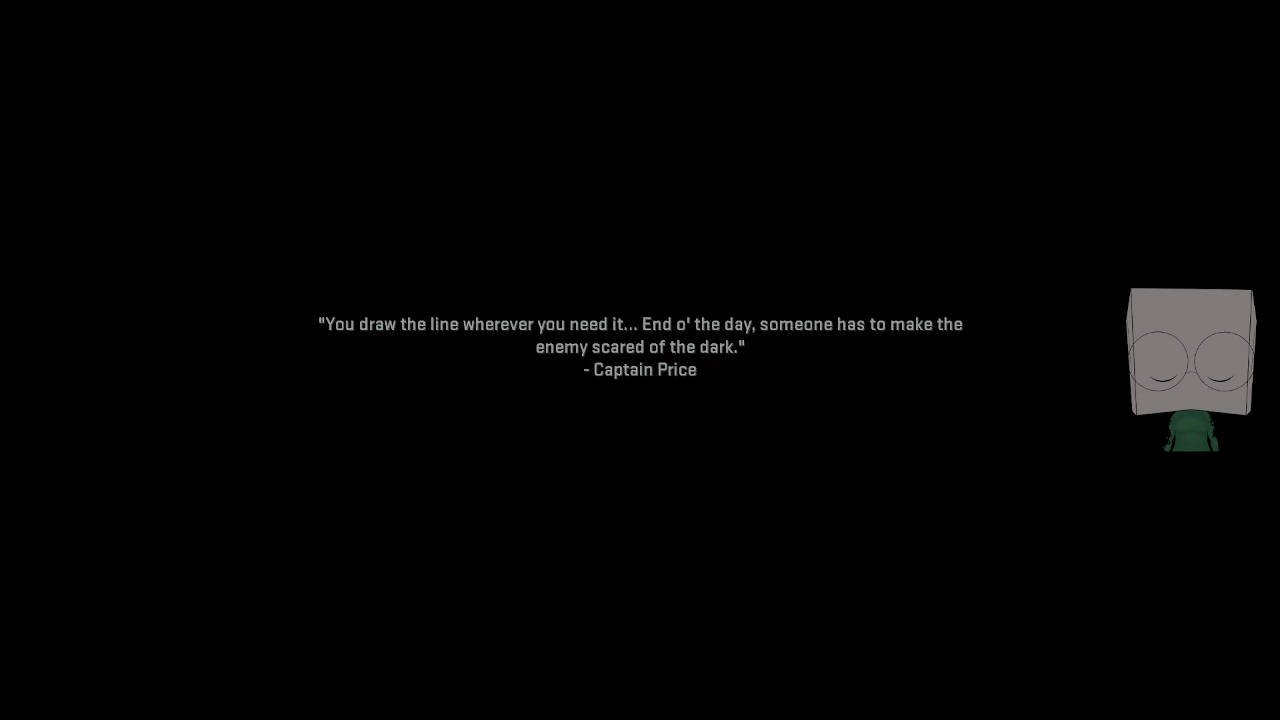 "You draw the line wherever you need it... End o' the day, someone has to make the
enemy scared of the dark."
- Captain Price